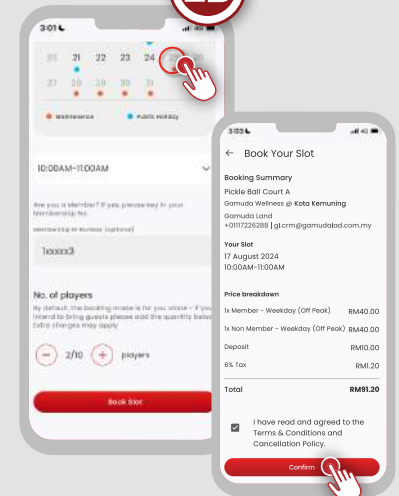 3:01
21 22 23 24
27 28 29 30 31
Maintenance Public Holiday
10:00AM-11:00AM
Are you a Member? If yes, please key in your
Membership No.
Membership ID Number (optional)
1xxxxx3
No. of players
By default, the booking made is for you alone – if you
intend to bring guests please add the quantity below
Extra charges may apply
− 2/10 + players
Book Slot
3:03 4G
← Book Your Slot
Booking Summary
Pickle Ball Court A
Gamuda Wellness @ Kota Kemuning
Gamuda Land
+01117226288 | gl.crm@gamudalad.com.my
Your Slot
17 August 2024
10:00AM-11:00AM
Price breakdown
1x Member - Weekday (Off Peak) RM40.00
1x Non Member - Weekday (Off Peak) RM40.00
Deposit RM10.00
6% Tax RM1.20
Total RM91.20
I have read and agreed to the
Terms & Conditions and
Cancellation Policy.
Confirm